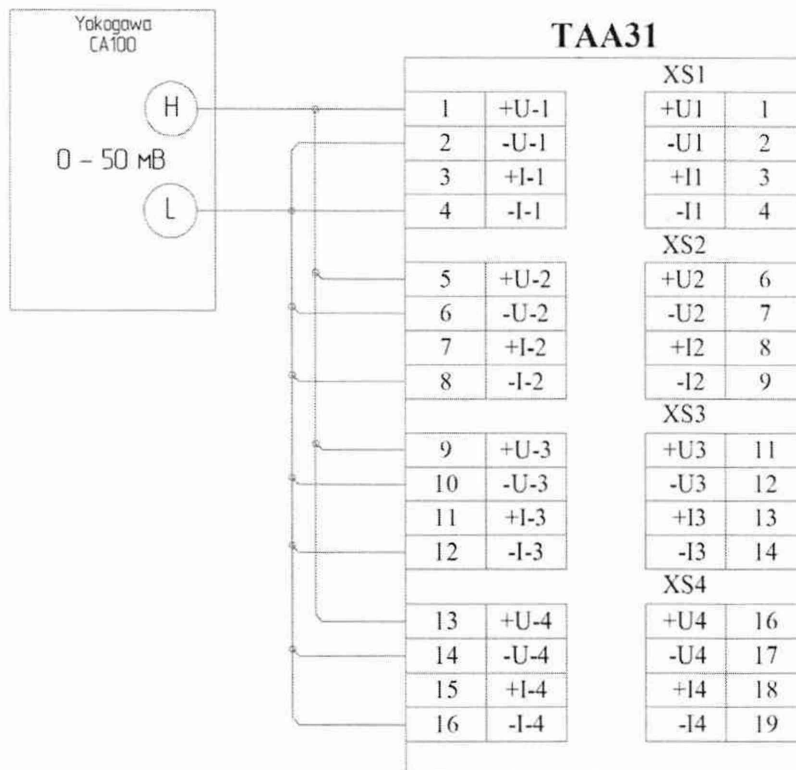 Yokogawa
CA100
H
0 – 50 мВ
L
TAA31
XS1
1 +U-1 +U1 1
2 -U-1 -U1 2
3 +I-1 +I1 3
4 -I-1 -I1 4
XS2
5 +U-2 +U2 6
6 -U-2 -U2 7
7 +I-2 +I2 8
8 -I-2 -I2 9
XS3
9 +U-3 +U3 11
10 -U-3 -U3 12
11 +I-3 +I3 13
12 -I-3 -I3 14
XS4
13 +U-4 +U4 16
14 -U-4 -U4 17
15 +I-4 +I4 18
16 -I-4 -I4 19